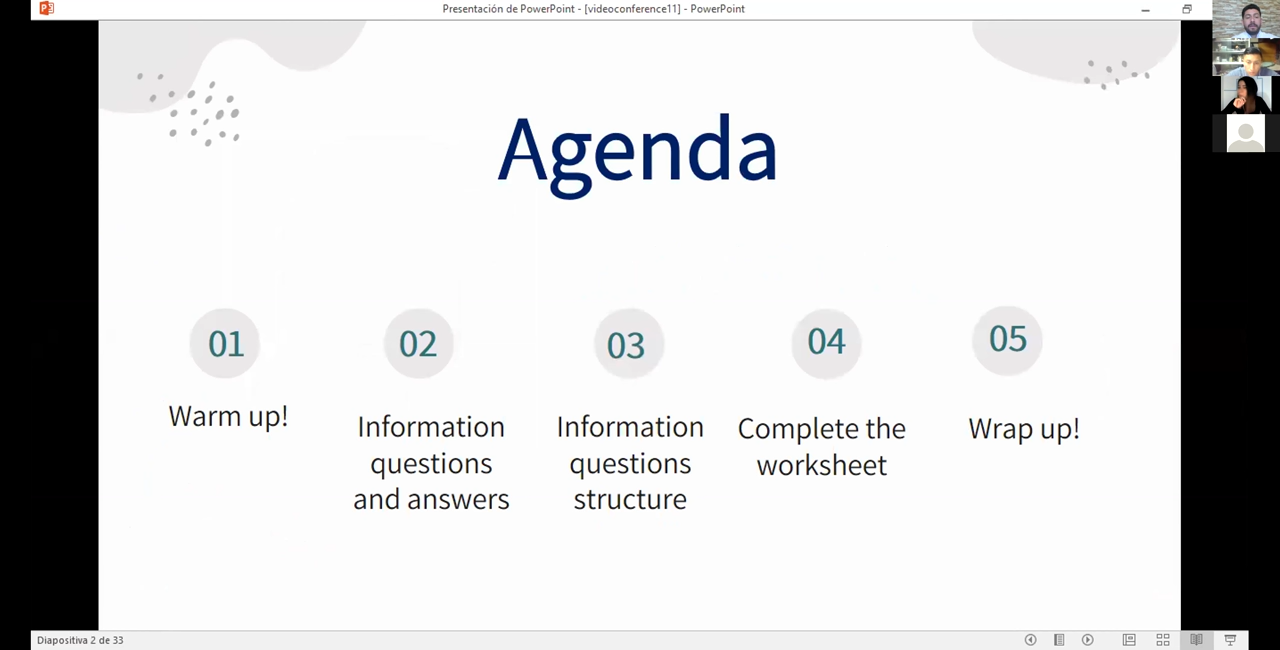 Presentación de PowerPoint - [videoconference11] - PowerPoint
Agenda
01
Warm up!
02
Information
questions
and answers
03
Information
questions
structure
04
Complete the
worksheet
05
Wrap up!
Diapositiva 2 de 33